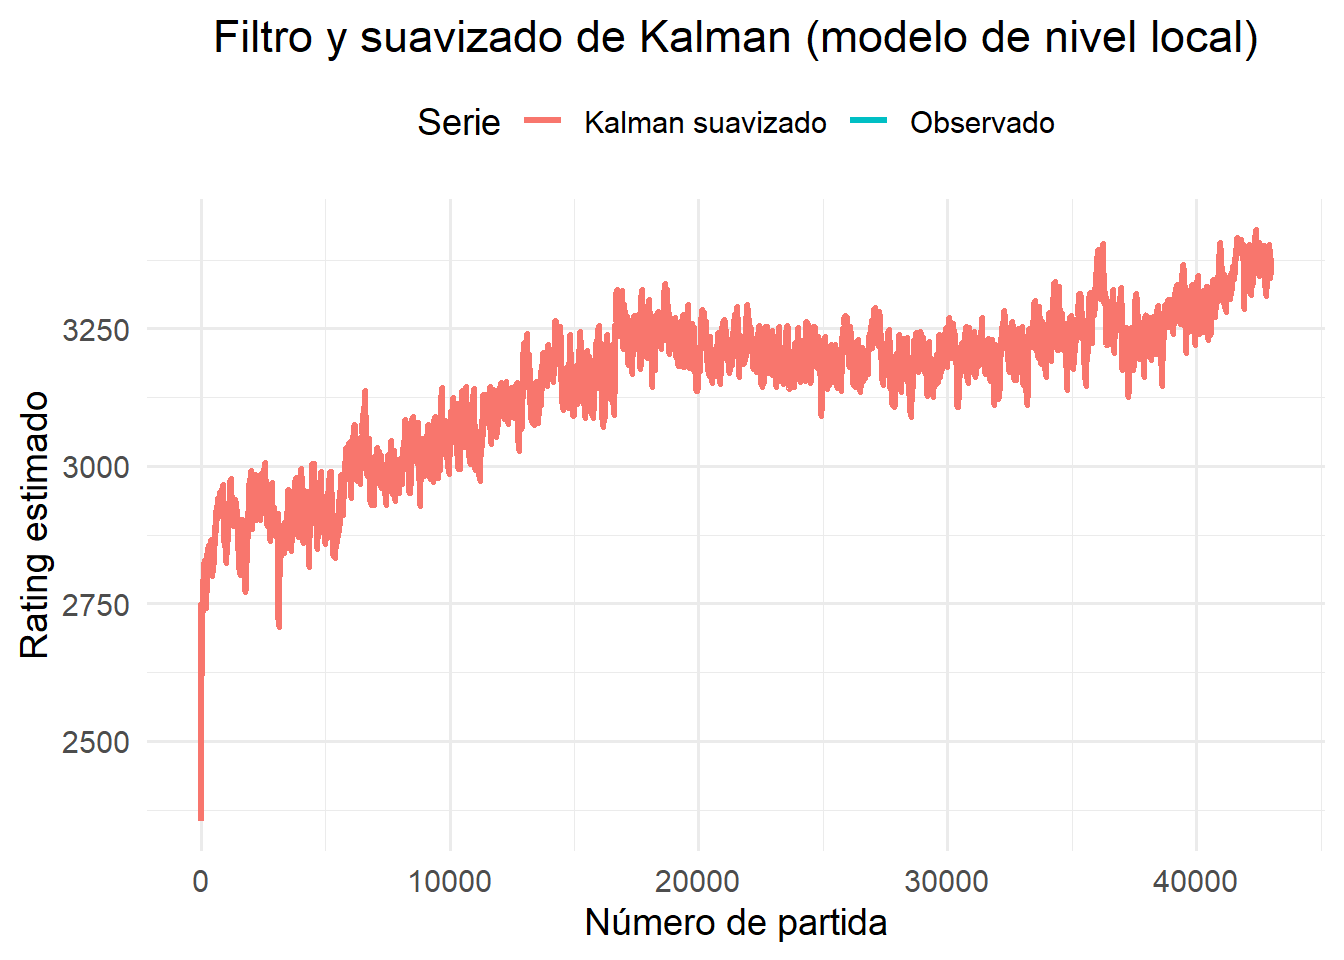 Filtro y suavizado de Kalman (modelo de nivel local)
Serie Kalman suavizado Observado
Rating estimado
3250
3000
2750
2500
0 10000 20000 30000 40000
Número de partida